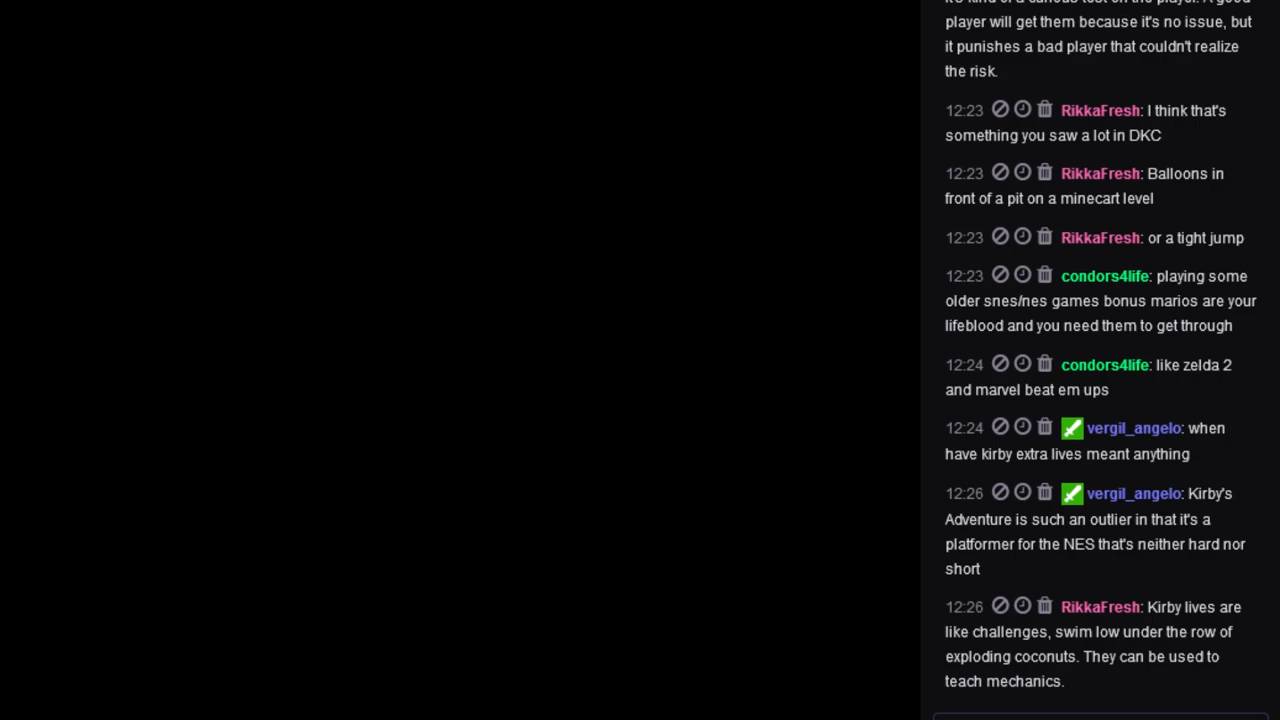 player will get them because it's no issue, but
it punishes a bad player that couldn't realize
the risk.
12:23 RikkaFresh: I think that's
something you saw a lot in DKC
12:23 RikkaFresh: Balloons in
front of a pit on a minecart level
12:23 RikkaFresh: or a tight jump
12:23 condors4life: playing some
older snes/nes games bonus marios are your
lifeblood and you need them to get through
12:24 condors4life: like zelda 2
and marvel beat em ups
12:24 vergil_angelo: when
have kirby extra lives meant anything
12:26 vergil_angelo: Kirby's
Adventure is such an outlier in that it's a
platformer for the NES that's neither hard nor
short
12:26 RikkaFresh: Kirby lives are
like challenges, swim low under the row of
exploding coconuts. They can be used to
teach mechanics.